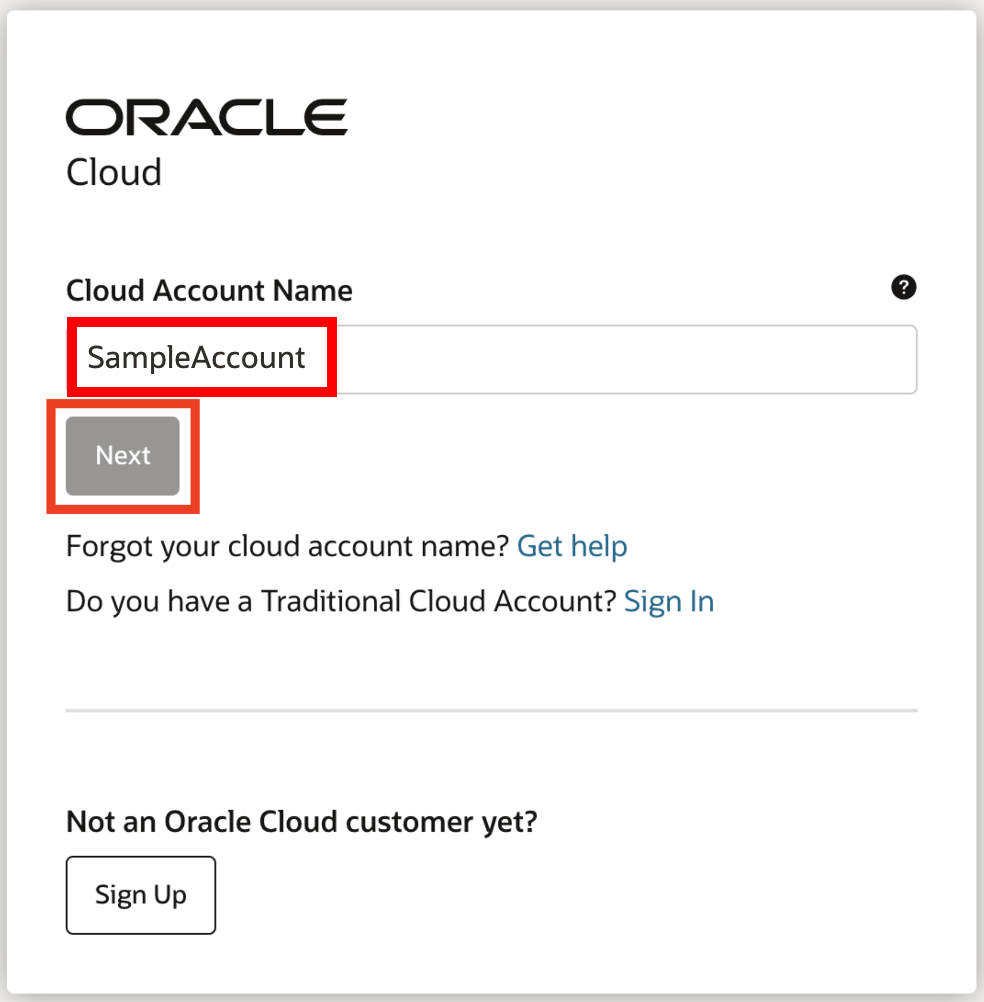 ORACLE
Cloud
Cloud Account Name
?
SampleAccount
Next
Forgot your cloud account name? Get help
Do you have a Traditional Cloud Account? Sign In
Not an Oracle Cloud customer yet?
Sign Up